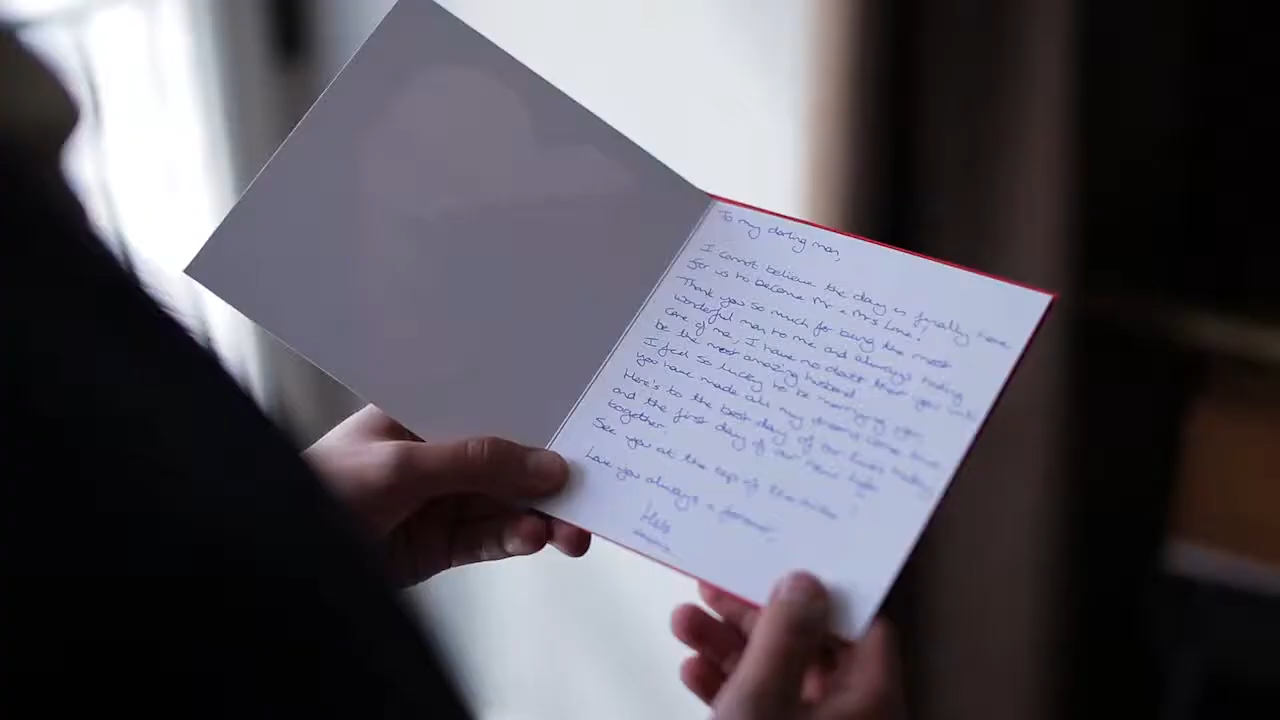 To my darling man,
I cannot believe the day is finally here
for us to become Mr & Mrs Lane!
Thank you so much for being the most
wonderful man to me and always taking
care of me, I have no doubt that you will
be the most amazing husband.
I feel so lucky to be marrying you
you have made all my dreams come true
Here's to the best day of our lives today
and the first day of our new life
together.
See you at the top of the aisle!
Love you always & forever